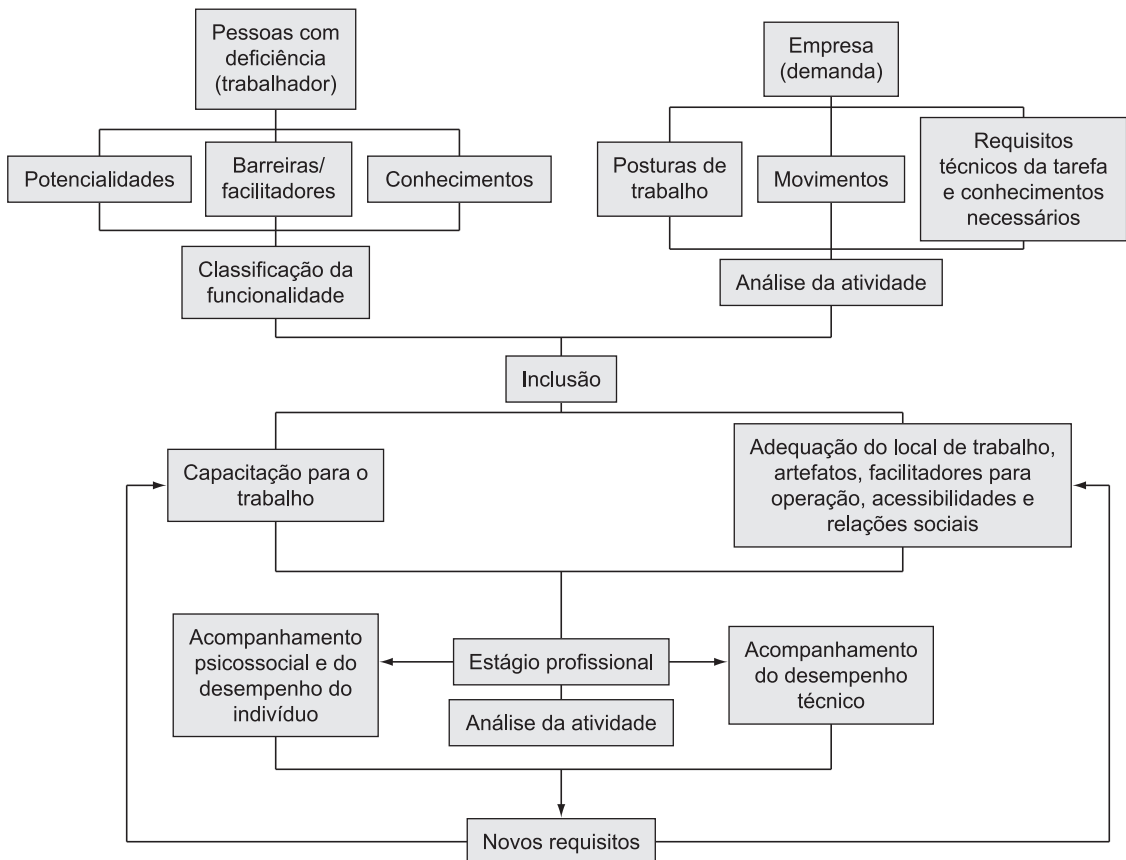 Pessoas com
deficiência
(trabalhador)
Empresa
(demanda)
Potencialidades
Barreiras/
facilitadores
Conhecimentos
Posturas de
trabalho
Movimentos
Requisitos
técnicos da tarefa
e conhecimentos
necessários
Classificação da
funcionalidade
Análise da atividade
Inclusão
Capacitação para o
trabalho
Adequação do local de trabalho,
artefatos, facilitadores para
operação, acessibilidades e
relações sociais
Acompanhamento
psicossocial e do
desempenho do
indivíduo
Estágio profissional
Análise da atividade
Acompanhamento
do desempenho
técnico
Novos requisitos